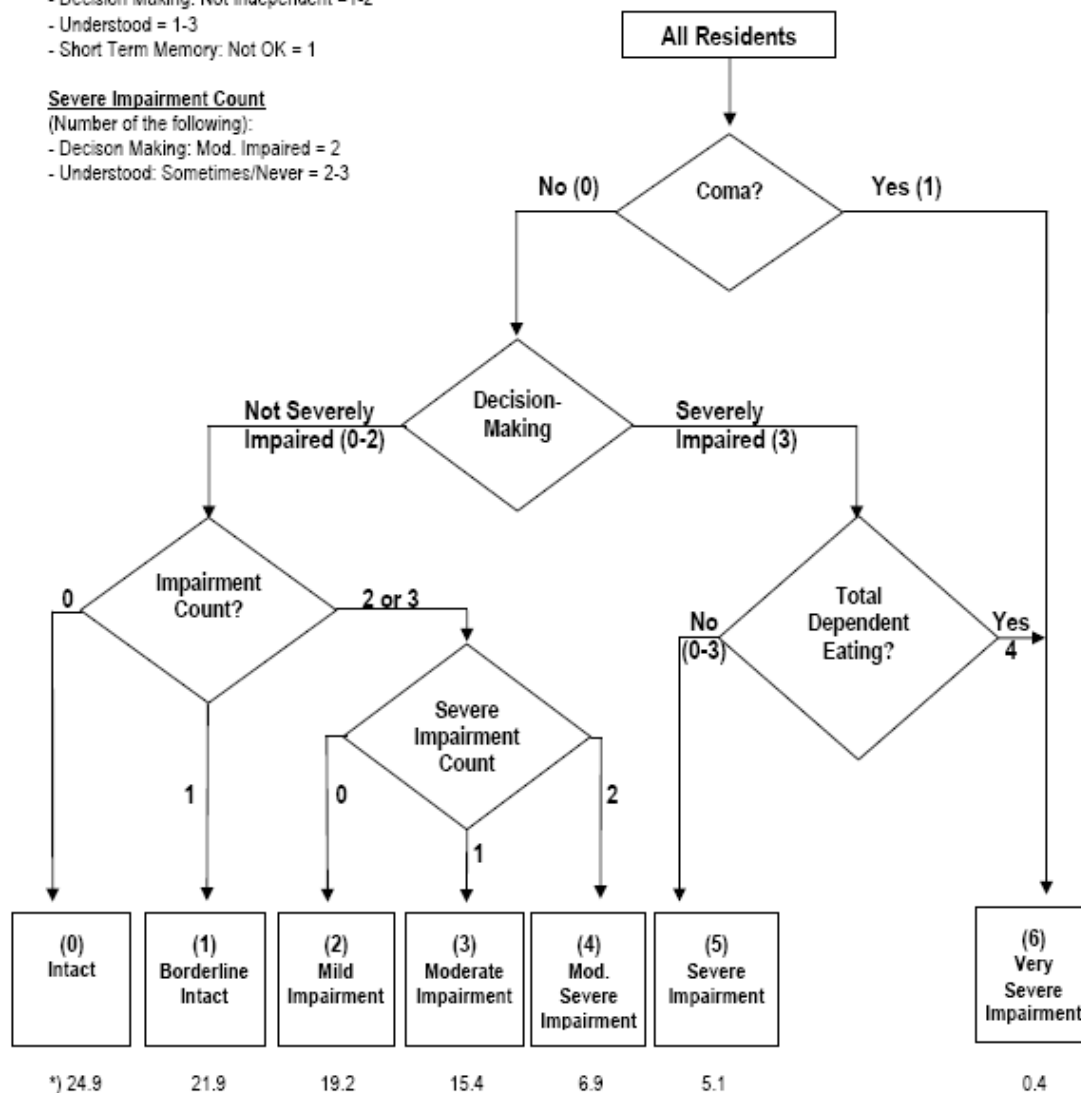 - Decision Making: Not Independent =1-2
- Understood = 1-3
- Short Term Memory: Not OK = 1
Severe Impairment Count
(Number of the following):
- Decison Making: Mod. Impaired = 2
- Understood: Sometimes/Never = 2-3
All Residents
No (0)
Coma?
Yes (1)
Not Severely
Impaired (0-2)
Decision-
Making
Severely
Impaired (3)
0
Impairment
Count?
2 or 3
No
(0-3)
Total
Dependent
Eating?
Yes
4
1
0
Severe
Impairment
Count
2
1
(0)
Intact
(1)
Borderline
Intact
(2)
Mild
Impairment
(3)
Moderate
Impairment
(4)
Mod.
Severe
Impairment
(5)
Severe
Impairment
(6)
Very
Severe
Impairment
*) 24.9
21.9
19.2
15.4
6.9
5.1
0.4